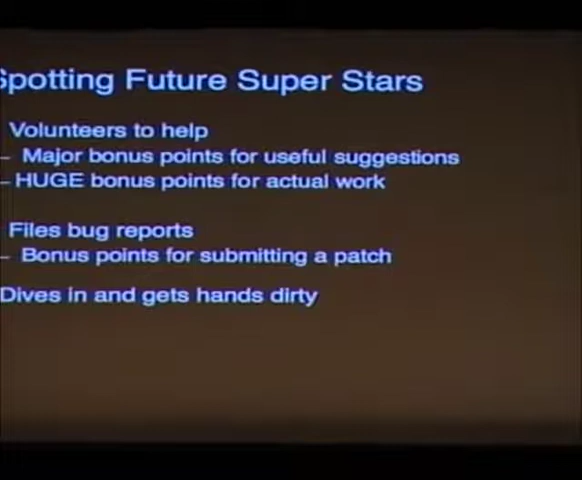 Spotting Future Super Stars
Volunteers to help
– Major bonus points for useful suggestions
– HUGE bonus points for actual work
Files bug reports
– Bonus points for submitting a patch
Dives in and gets hands dirty